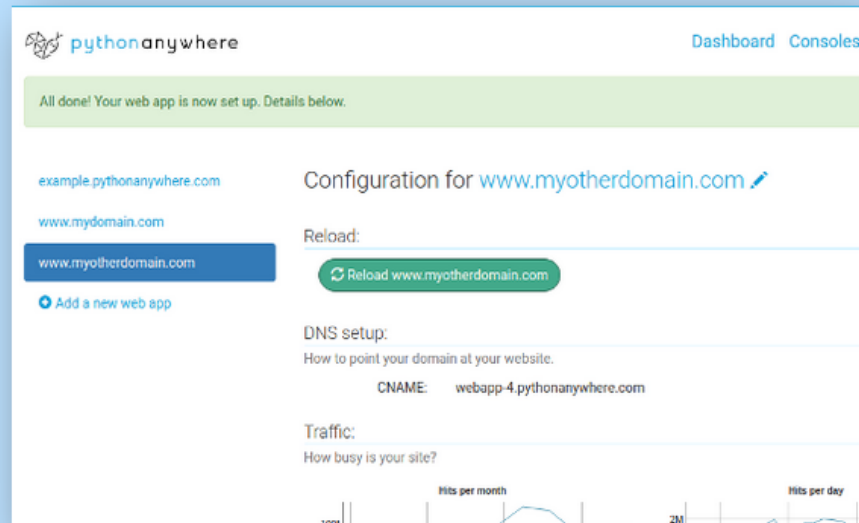 pythonanywhere
Dashboard Consoles
All done! Your web app is now set up. Details below.
example.pythonanywhere.com
www.mydomain.com
www.myotherdomain.com
Add a new web app
Configuration for www.myotherdomain.com
Reload:
Reload www.myotherdomain.com
DNS setup:
How to point your domain at your website.
CNAME: webapp-4.pythonanywhere.com
Traffic:
How busy is your site?
Hits per month
Hits per day
2M